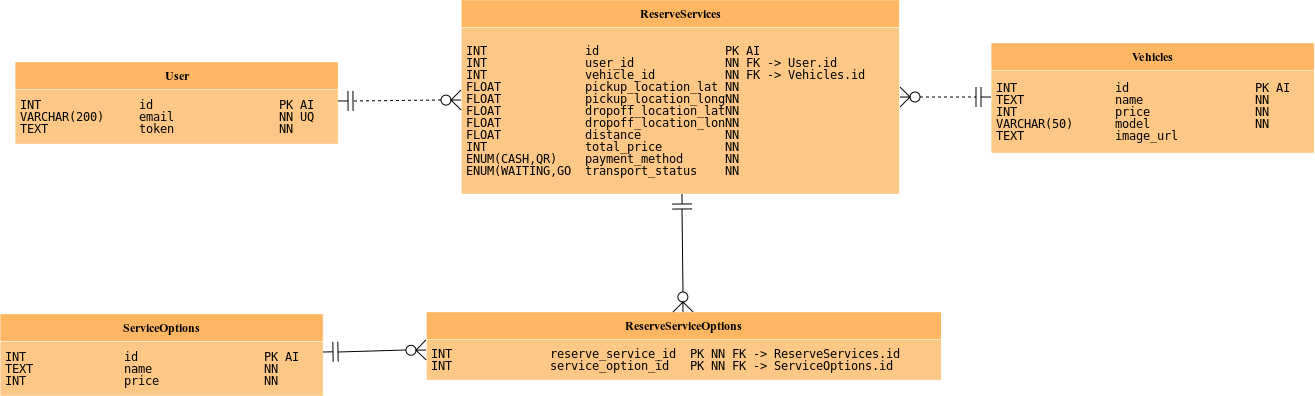 ReserveServices
INT id PK AI
INT user_id NN FK -> User.id
INT vehicle_id NN FK -> Vehicles.id
FLOAT pickup_location_lat NN
FLOAT pickup_location_long NN
FLOAT dropoff_location_lat NN
FLOAT dropoff_location_lon NN
FLOAT distance NN
INT total_price NN
ENUM(CASH,QR) payment_method NN
ENUM(WAITING,GO transport_status NN
User
INT id PK AI
VARCHAR(200) email NN UQ
TEXT token NN
Vehicles
INT id PK AI
TEXT name NN
INT price NN
VARCHAR(50) model NN
TEXT image_url
ServiceOptions
INT id PK AI
TEXT name NN
INT price NN
ReserveServiceOptions
INT reserve_service_id PK NN FK -> ReserveServices.id
INT service_option_id PK NN FK -> ServiceOptions.id